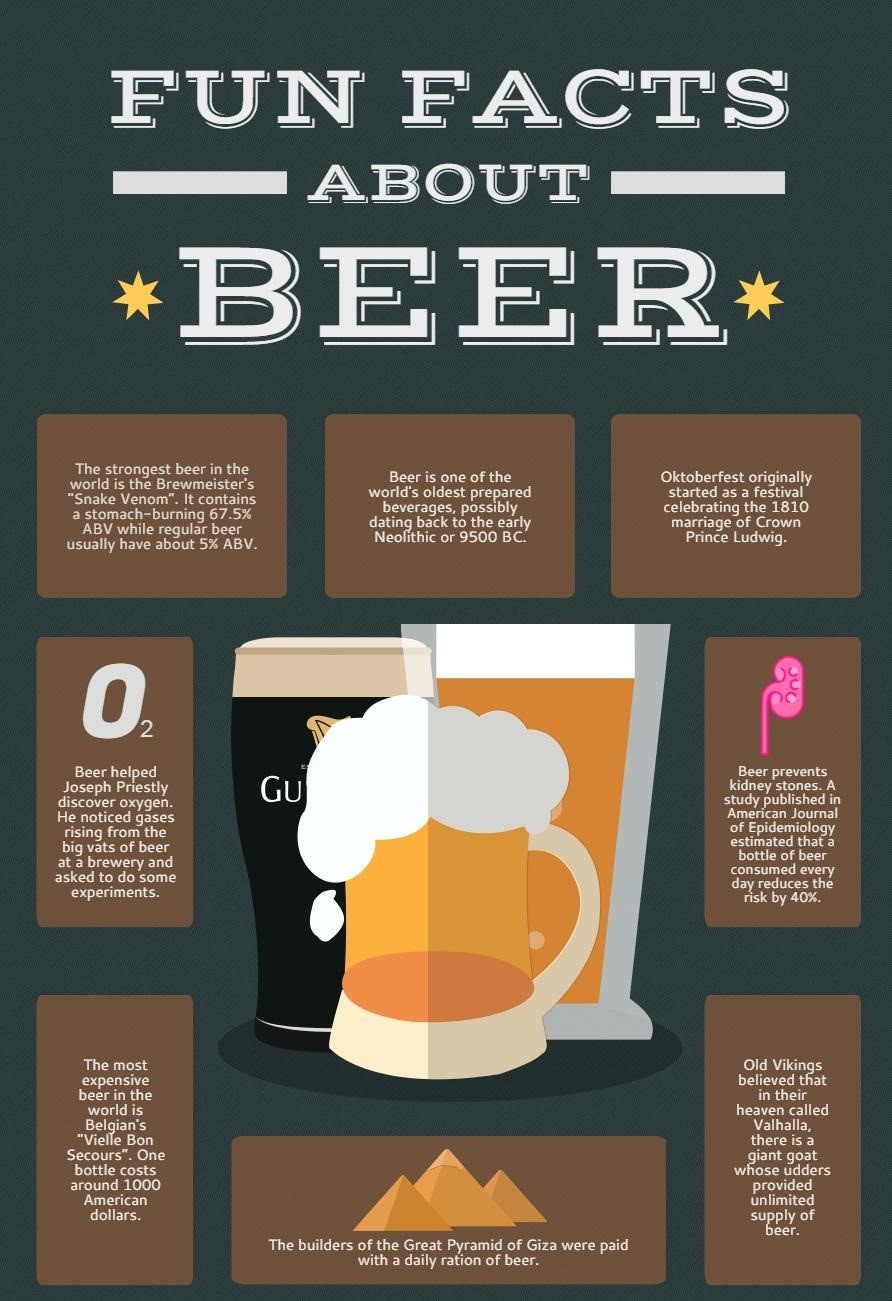 FUN FACTS
ABOUT
BEER
The strongest beer in the
world is the Brewmeister's
"Snake Venom". It contains
a stomach-burning 67.5%
ABV while regular beer
usually have about 5% ABV.
Beer is one of the
world's oldest prepared
beverages, possibly
dating back to the early
Neolithic or 9500 BC.
Oktoberfest originally
started as a festival
celebrating the 1810
marriage of Crown
Prince Ludwig.
O2
Beer helped
Joseph Priestly
discover oxygen.
He noticed gases
rising from the
big vats of beer
at a brewery and
asked to do some
experiments.
GU
Beer prevents
kidney stones. A
study published in
American Journal
of Epidemiology
estimated that a
bottle of beer
consumed every
day reduces the
risk by 40%.
The most
expensive
beer in the
world is
Belgian's
"Vielle Bon
Secours". One
bottle costs
around 1000
American
dollars.
The builders of the Great Pyramid of Giza were paid
with a daily ration of beer.
Old Vikings
believed that
in their
heaven called
Valhalla,
there is a
giant goat
whose udders
provided
unlimited
supply of
beer.